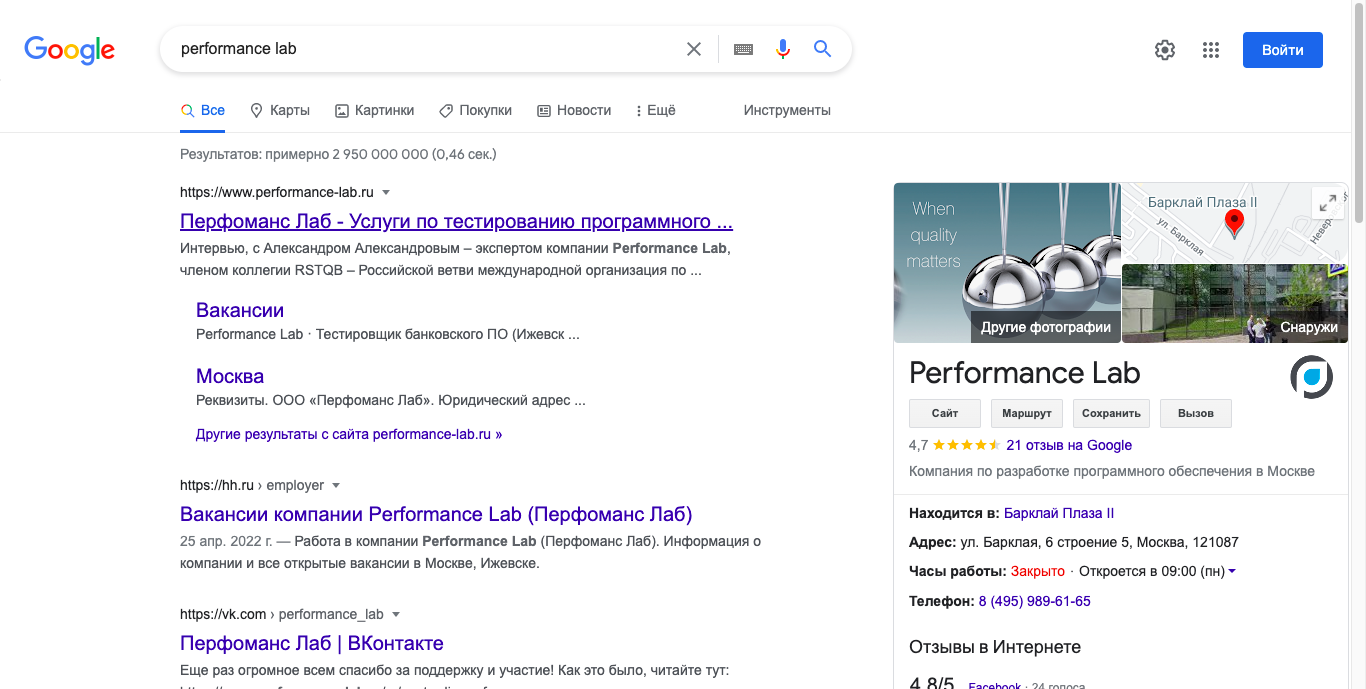 Google
performance lab
Войти
Все
Карты
Картинки
Покупки
Новости
Ещё
Инструменты
Результатов: примерно 2 950 000 000 (0,46 сек.)
https://www.performance-lab.ru
Перфоманс Лаб - Услуги по тестированию программного ...
Интервью, с Александром Александровым – экспертом компании Performance Lab,
членом коллегии RSTQB – Российской ветви международной организация по ...
Вакансии
Performance Lab · Тестировщик банковского ПО (Ижевск ...
Москва
Реквизиты. ООО «Перфоманс Лаб». Юридический адрес ...
Другие результаты с сайта performance-lab.ru »
https://hh.ru › employer
Вакансии компании Performance Lab (Перфоманс Лаб)
25 апр. 2022 г. — Работа в компании Performance Lab (Перфоманс Лаб). Информация о
компании и все открытые вакансии в Москве, Ижевске.
https://vk.com › performance_lab
Перфоманс Лаб | ВКонтакте
Еще раз огромное всем спасибо за поддержку и участие! Как это было, читайте тут:
When
quality
matters
Другие фотографии
Барклай Плаза II
ул. Барклая
Снаружи
Performance Lab
Сайт
Маршрут
Сохранить
Вызов
4,7 21 отзыв на Google
Компания по разработке программного обеспечения в Москве
Находится в: Барклай Плаза II
Адрес: ул. Барклая, 6 строение 5, Москва, 121087
Часы работы: Закрыто · Откроется в 09:00 (пн)
Телефон: 8 (495) 989-61-65
Отзывы в Интернете
4,8/5 Facebook · 24 голоса